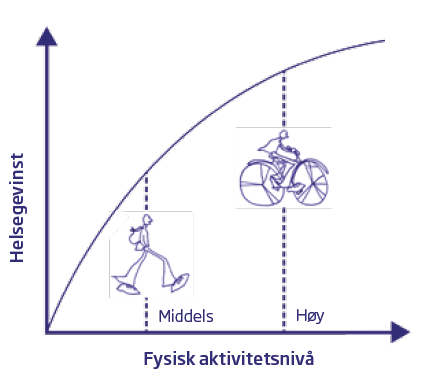 Helsegevinst
Middels
Høy
Fysisk aktivitetsnivå